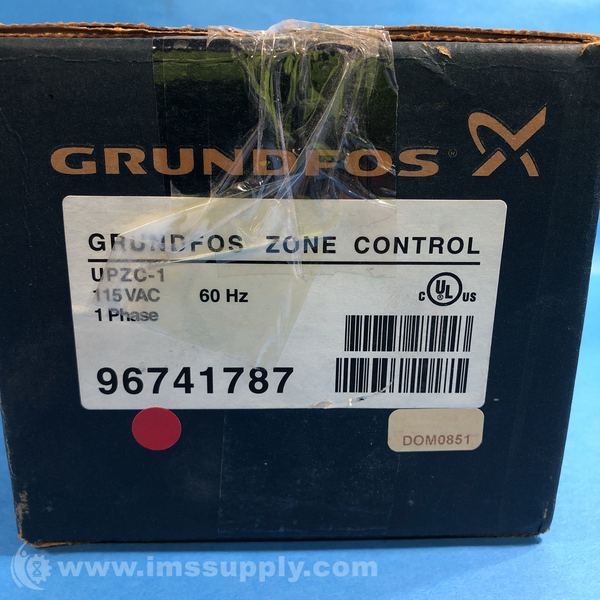 GRUNDFOS®
GRUNDFOS ZONE CONTROL
UPZC-1
115 VAC 60 Hz
1 Phase
C UL® US
96741787
DOM0851
www.imssupply.com